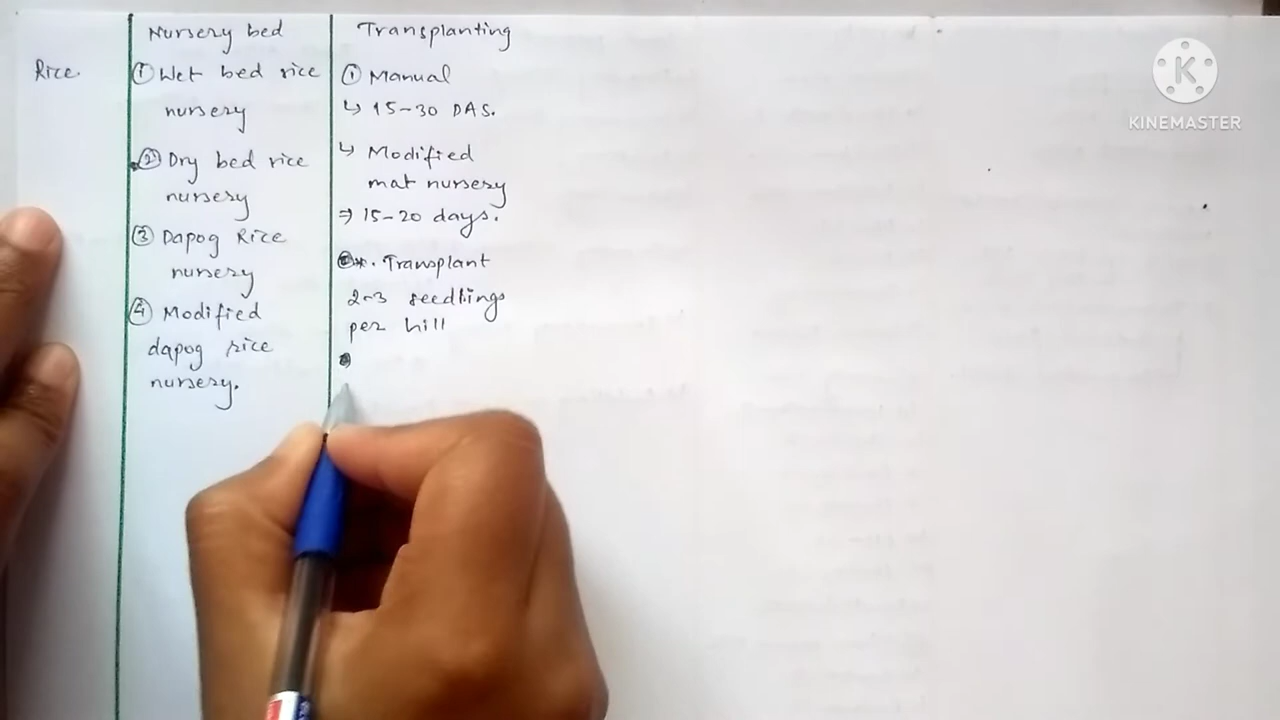 Nursery bed
Transplanting
Rice.
① Wet bed rice
nursery
② Dry bed rice
nursery
③ Dapog Rice
nursery
④ Modified
dapog rice
nursery.
① Manual
↳ 15-30 DAS.
↳ Modified
mat nursery
⇒ 15-20 days.
*. Transplant
2-3 seedlings
per hill
K
KINEMASTER